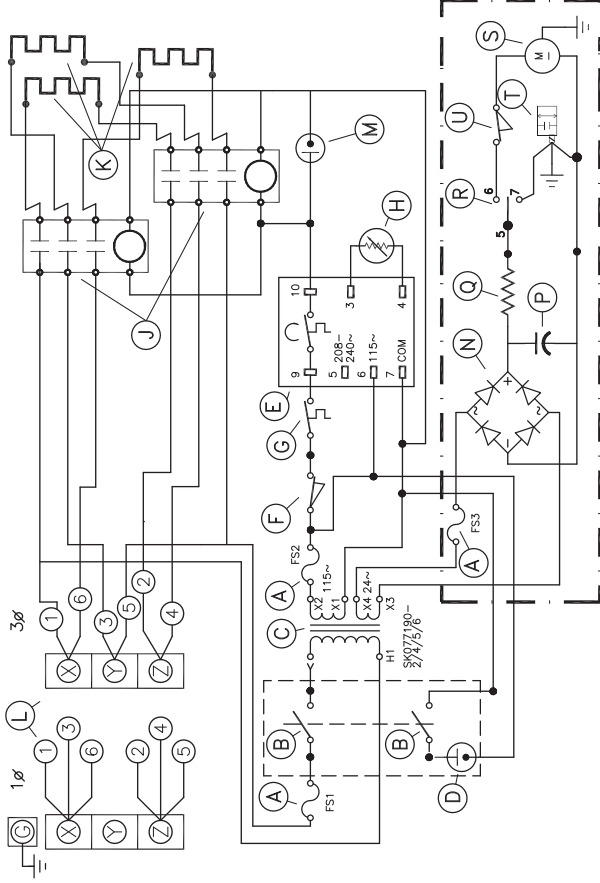 S
M
T
U
R
6
7
5
Q
P
N
A
FS3
K
J
M
H
10
3
4
9
5 208-
240~
6 115~
7 COM
E
G
F
A
FS2
X2 115~
X1
X4 24~
X3
C
H1
SK077190-
2/4/5/6
B
B
A
FS1
D
3Ø
1
6
3
5
2
4
X
Y
Z
L
1Ø
1
3
6
2
4
5
G
X
Y
Z